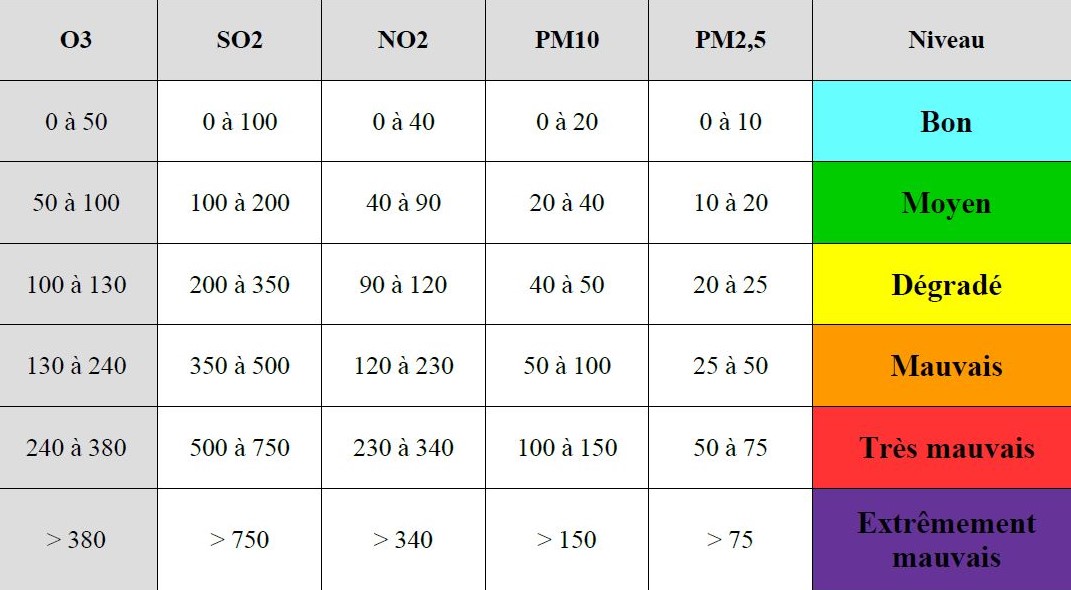 O3 SO2 NO2 PM10 PM2,5 Niveau
0 à 50 0 à 100 0 à 40 0 à 20 0 à 10 Bon
50 à 100 100 à 200 40 à 90 20 à 40 10 à 20 Moyen
100 à 130 200 à 350 90 à 120 40 à 50 20 à 25 Dégradé
130 à 240 350 à 500 120 à 230 50 à 100 25 à 50 Mauvais
240 à 380 500 à 750 230 à 340 100 à 150 50 à 75 Très mauvais
> 380 > 750 > 340 > 150 > 75 Extrêmement
mauvais